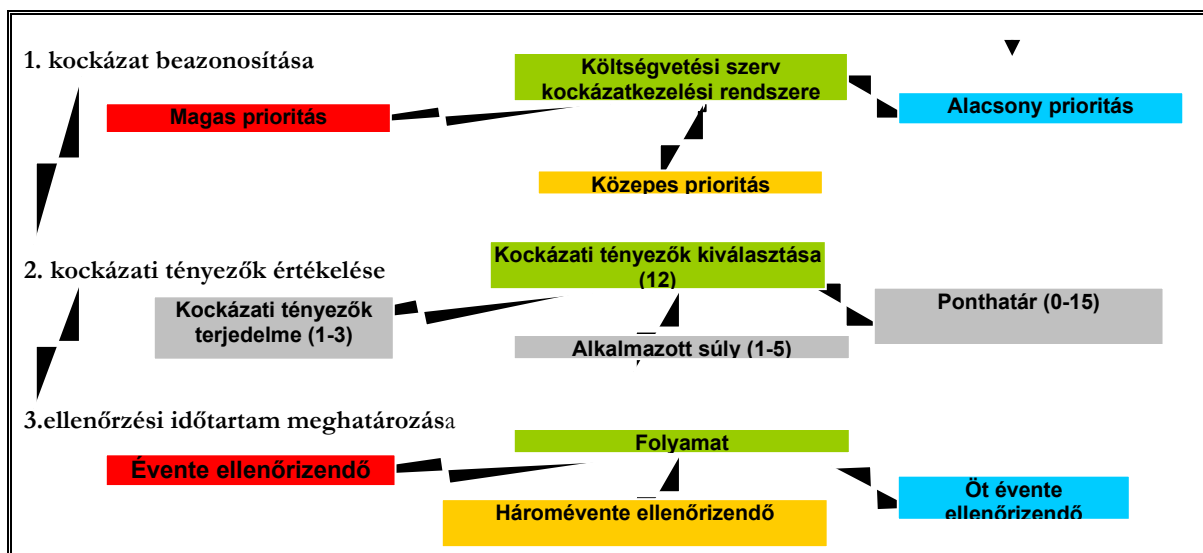 1. kockázat beazonosítása
Költségvetési szerv
kockázatkezelési rendszere
Magas prioritás
Alacsony prioritás
Közepes prioritás
2. kockázati tényezők értékelése
Kockázati tényezők kiválasztása
(12)
Kockázati tényezők
terjedelme (1-3)
Ponthatár (0-15)
Alkalmazott súly (1-5)
3.ellenőrzési időtartam meghatározása
Folyamat
Évente ellenőrizendő
Háromévente ellenőrizendő
Öt évente
ellenőrizendő